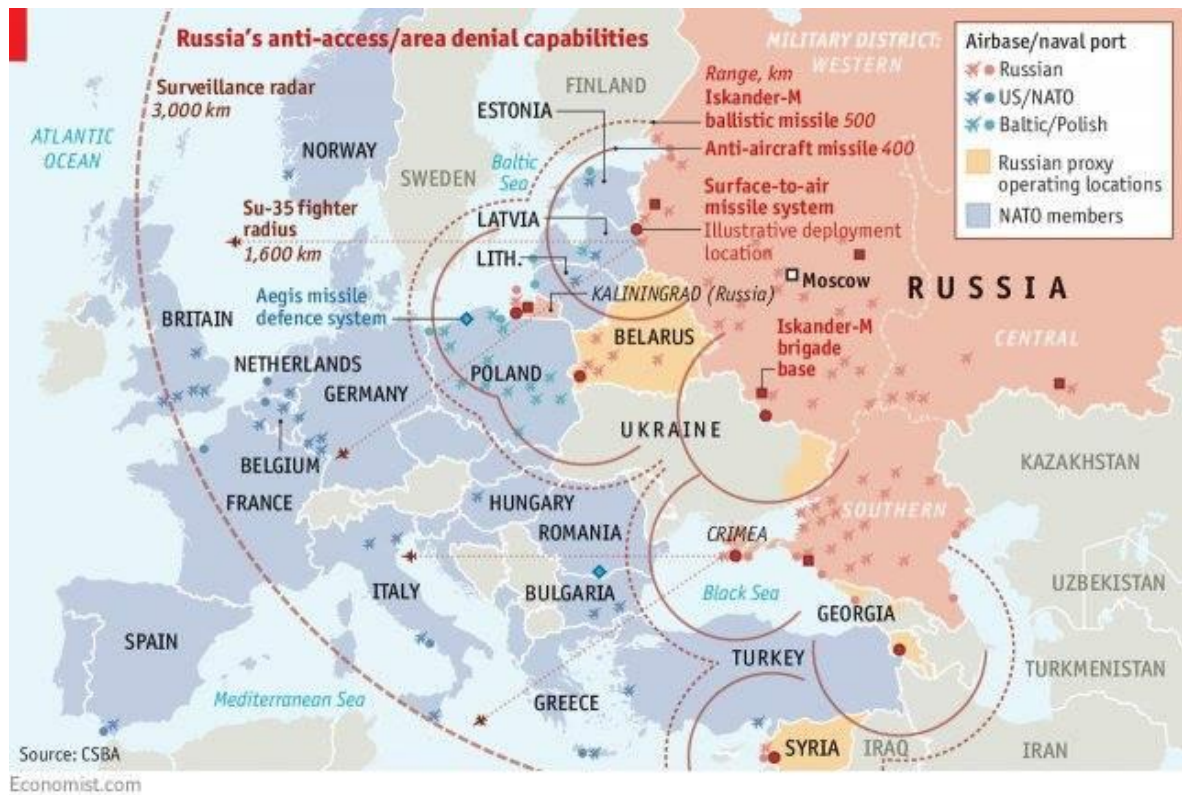 Russia's anti-access/area denial capabilities
Surveillance radar
3,000 km
ATLANTIC
OCEAN
NORWAY
SWEDEN
FINLAND
ESTONIA
Baltic
Sea
MILITARY DISTRICT:
WESTERN
Range, km
Iskander-M
ballistic missile 500
Anti-aircraft missile 400
Surface-to-air
missile system
Illustrative deployment
location
Airbase/naval port
Russian
US/NATO
Baltic/Polish
Russian proxy
operating locations
NATO members
Su-35 fighter
radius
1,600 km
LATVIA
LITH.
KALININGRAD (Russia)
Moscow
RUSSIA
Aegis missile
defence system
BRITAIN
BELARUS
Iskander-M
brigade
base
CENTRAL
NETHERLANDS
GERMANY
POLAND
UKRAINE
BELGIUM
KAZAKHSTAN
FRANCE
HUNGARY
ROMANIA
CRIMEA
SOUTHERN
ITALY
BULGARIA
Black Sea
GEORGIA
UZBEKISTAN
SPAIN
TURKEY
TURKMENISTAN
Mediterranean Sea
GREECE
SYRIA
IRAQ
IRAN
Source: CSBA
Economist.com